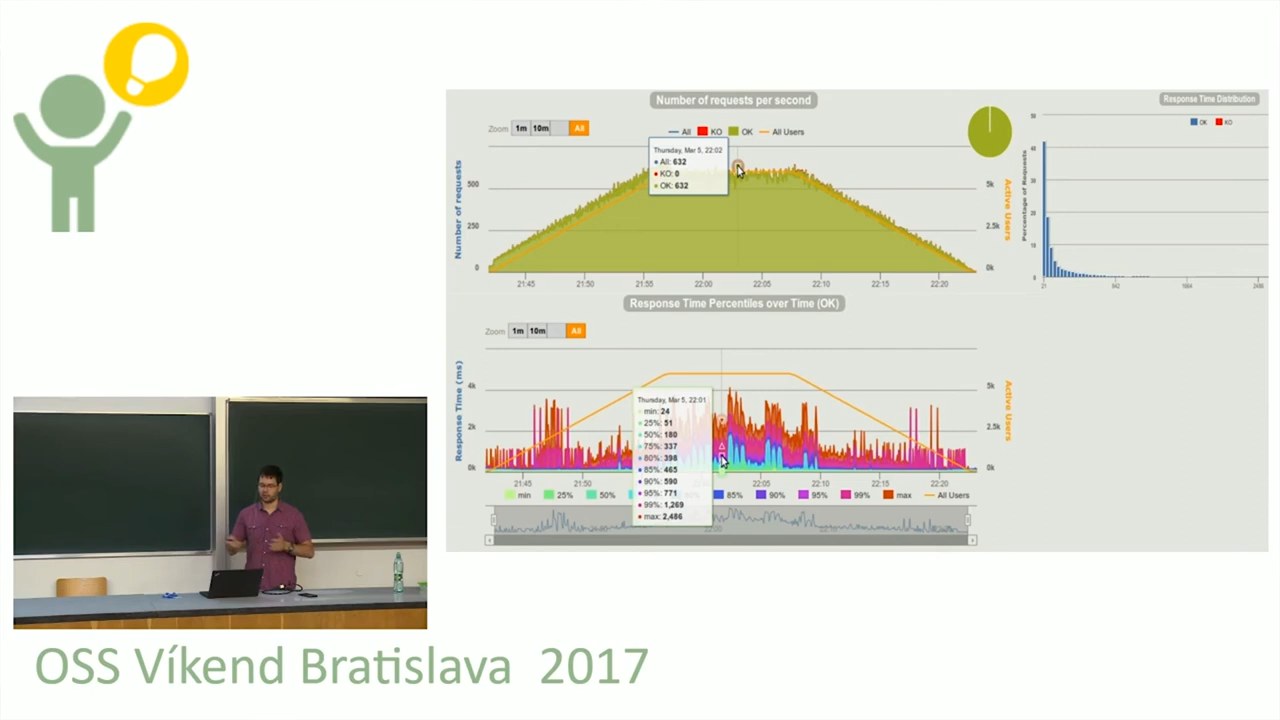 Number of requests per second
Zoom 1m 10m All
All KO OK All Users
Thursday, Mar 5, 22:02
All: 632
KO: 0
OK: 632
Number of requests
500
250
0
5k
2.5k
0k
Active Users
21:45 21:50 21:55 22:00 22:05 22:10 22:15 22:20
Response Time Distribution
OK KO
Percentage of Requests
Response Time Percentiles over Time (OK)
Zoom 1m 10m All
Response Time (ms)
4k
2k
0k
5k
2.5k
0k
Active Users
Thursday, Mar 5, 22:01
min: 24
25%: 51
50%: 180
75%: 337
80%: 398
85%: 465
90%: 590
95%: 771
99%: 1,269
max: 2,486
21:45 21:50 22:05 22:10 22:15 22:20
min 25% 50% 85% 90% 95% 99% max All Users
OSS Víkend Bratislava 2017